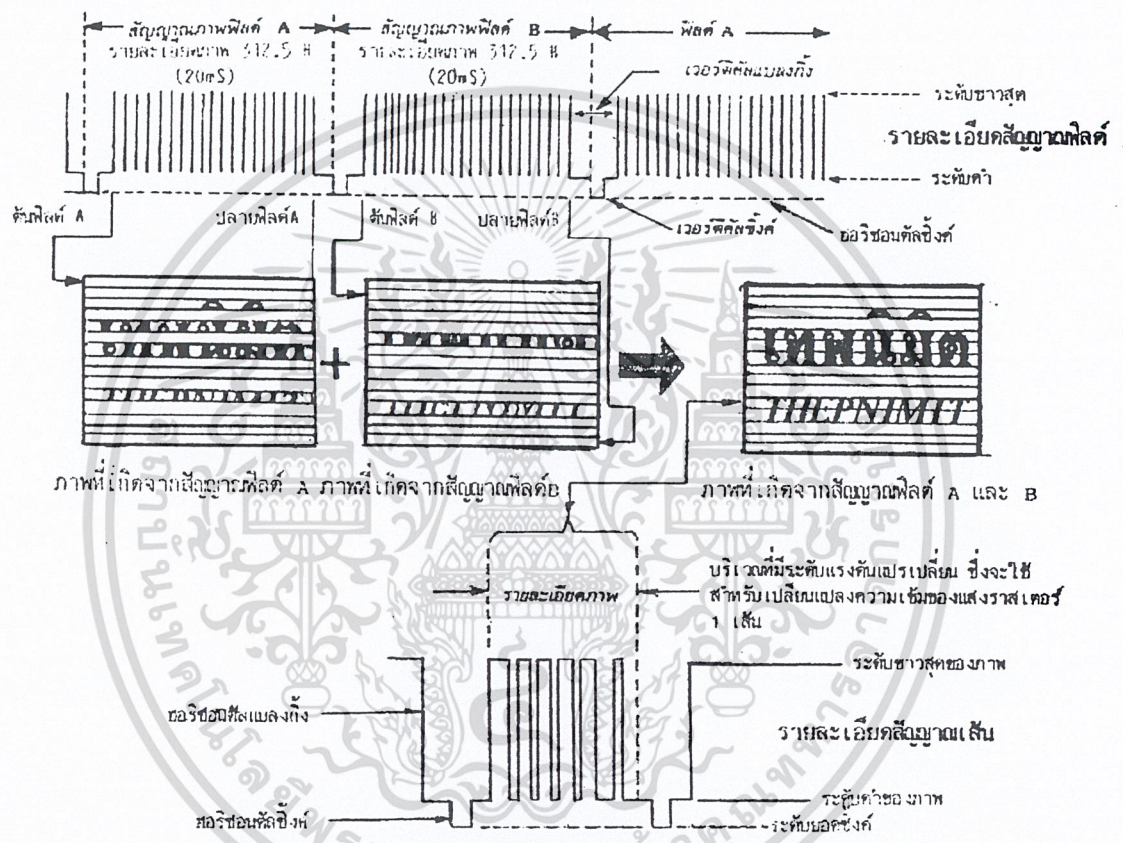 สัญญาณภาพฟิลด์ A
รายละเอียดภาพ 312.5 H
(20mS)
สัญญาณภาพฟิลด์ B
รายละเอียดภาพ 312.5 H
(20mS)
ฟิลด์ A
เวอร์ติคัลแบลงกิ้ง
ระดับขาวสุด
รายละเอียดสัญญาณฟิลด์
ระดับดำ
ต้นฟิลด์ A
ปลายฟิลด์A
ต้นฟิลด์ B
ปลายฟิลด์B
เวอร์ติคัลซิ้งค์
ฮอริซอนตัลซิ้งค์
+
เทพนิมิต
THEPNIMIT
ภาพที่เกิดจากสัญญาณฟิลด์ A
ภาพที่เกิดจากสัญญาณฟิลด์B
ภาพที่เกิดจากสัญญาณฟิลด์ A และ B
รายละเอียดภาพ
บริเวณที่มีระดับแรงดันแปรเปลี่ยน ซึ่งจะใช้
สำหรับเปลี่ยนแปลงความเข้มของแสงราสเตอร์
1 เส้น
ระดับขาวสุดของภาพ
ฮอริซอนตัลแบลงกิ้ง
รายละเอียดสัญญาณเส้น
ระดับดำของภาพ
ฮอริซอนตัลซิ้งค์
ระดับยอดซิ้งค์